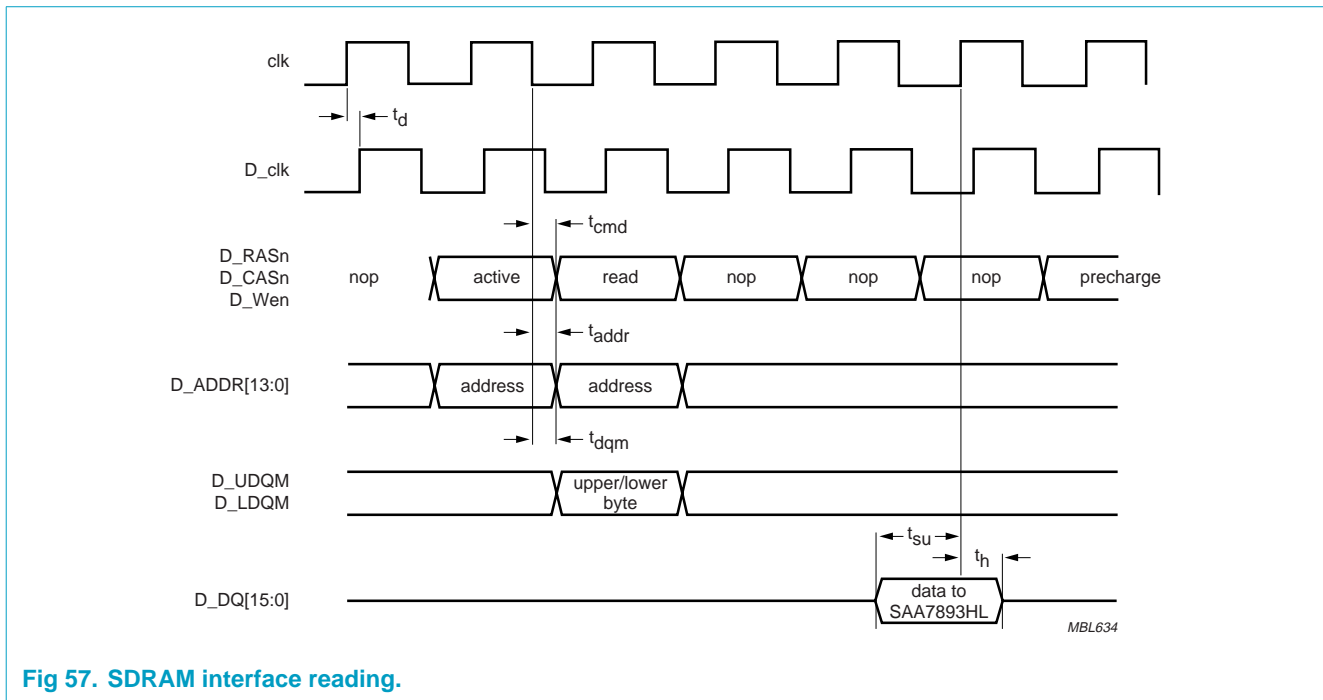 clk
td
D_clk
tcmd
D_RASn
D_CASn
D_Wen
nop
active
read
nop
nop
nop
precharge
taddr
D_ADDR[13:0]
address
address
tdqm
D_UDQM
D_LDQM
upper/lower
byte
tsu
th
D_DQ[15:0]
data to
SAA7893HL
MBL634
Fig 57. SDRAM interface reading.